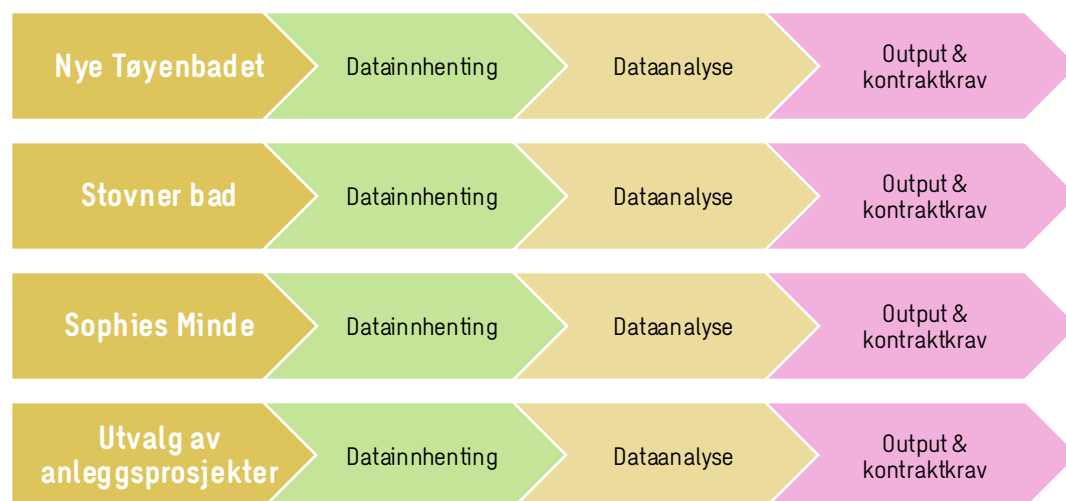 Nye Tøyenbadet
Datainnhenting
Dataanalyse
Output &
kontraktkrav
Stovner bad
Datainnhenting
Dataanalyse
Output &
kontraktkrav
Sophies Minde
Datainnhenting
Dataanalyse
Output &
kontraktkrav
Utvalg av
anleggsprosjekter
Datainnhenting
Dataanalyse
Output &
kontraktkrav